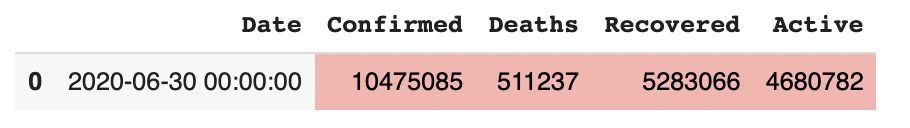 Date Confirmed Deaths Recovered Active
0 2020-06-30 00:00:00 10475085 511237 5283066 4680782